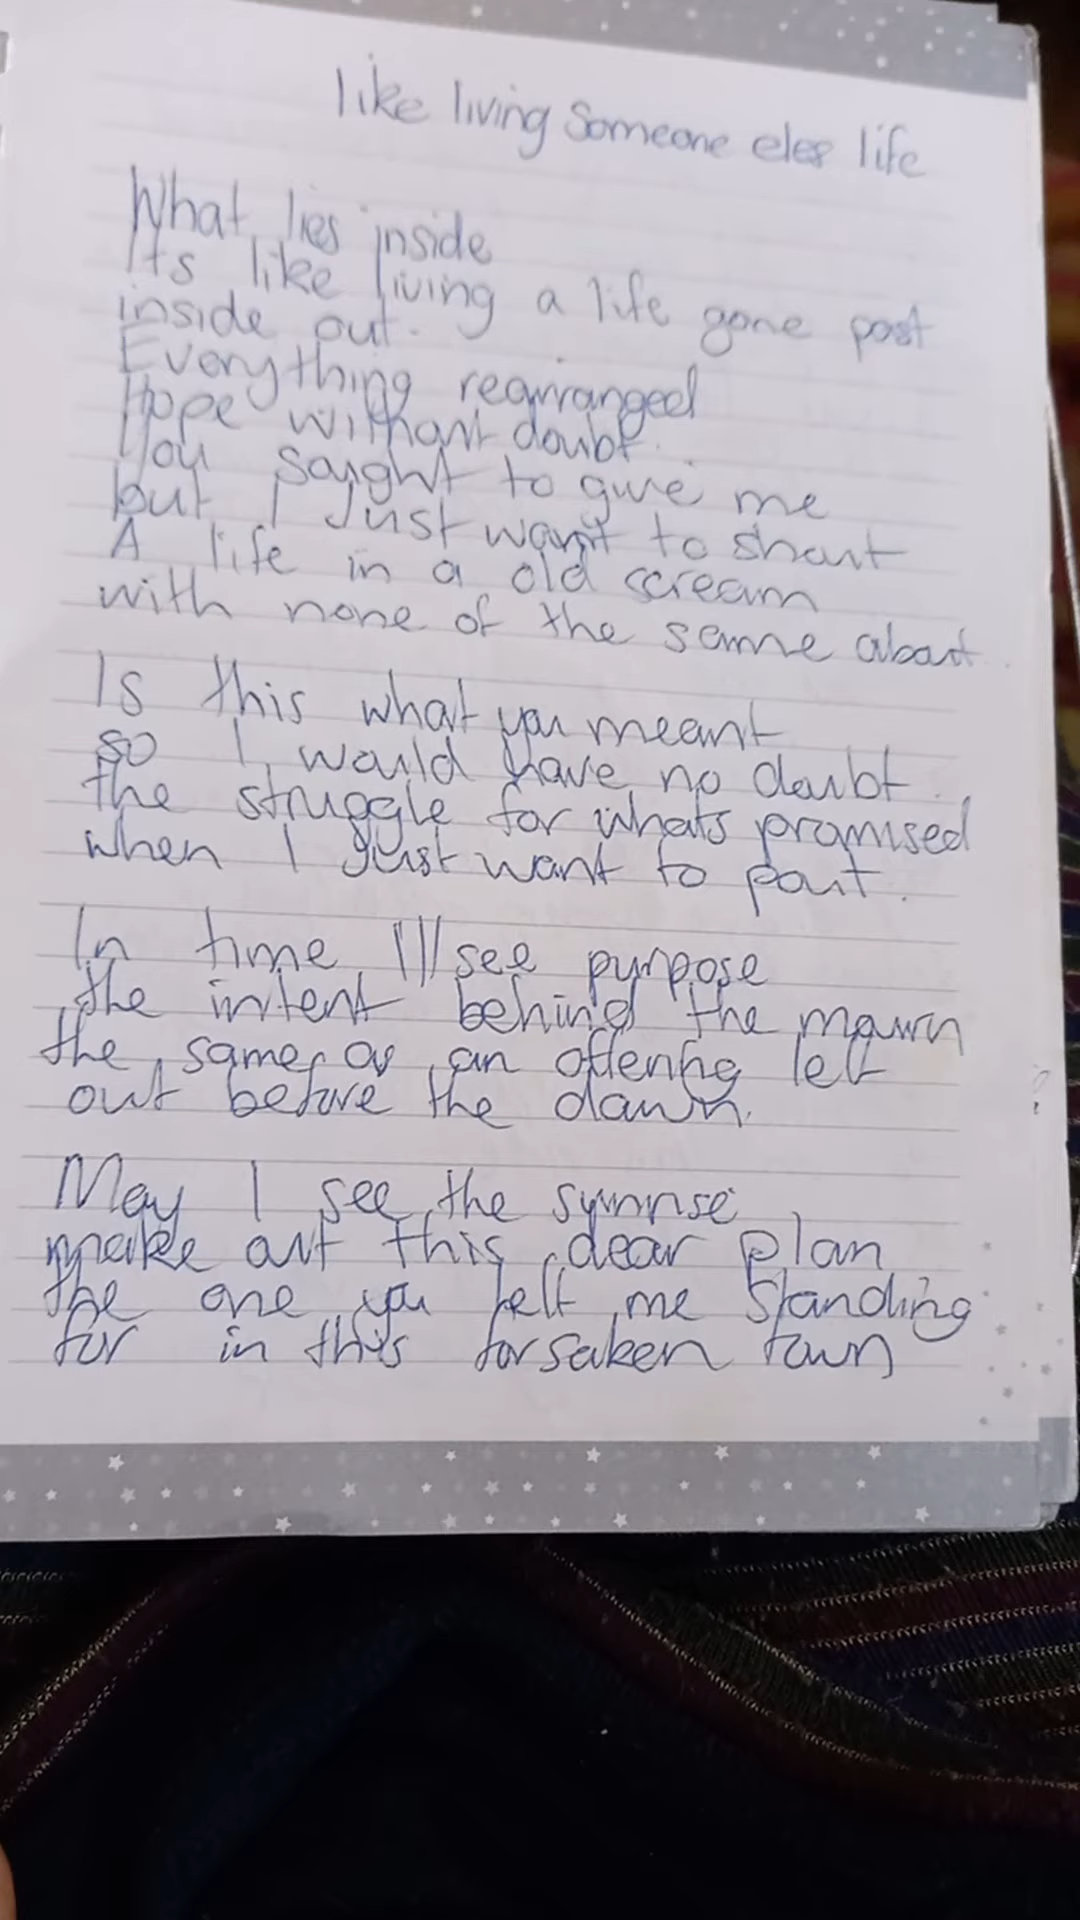 like living Someone eles life
What lies inside
Its like living a life gone past
inside out.
Everything rearranged
Hope without doubt.
You sought to give me
but I Just want to shout
A life in a old scream
with none of the same about.
Is this what you meant
so I would have no doubt.
the struggle for whats promised
when I Just want to pout.
In time I'll see purpose
the intent behind the mourn
the same as an offering left
out before the dawn.
May I see the sunrise
make out this dear plan
the one you left me Standing
for in this forsaken town